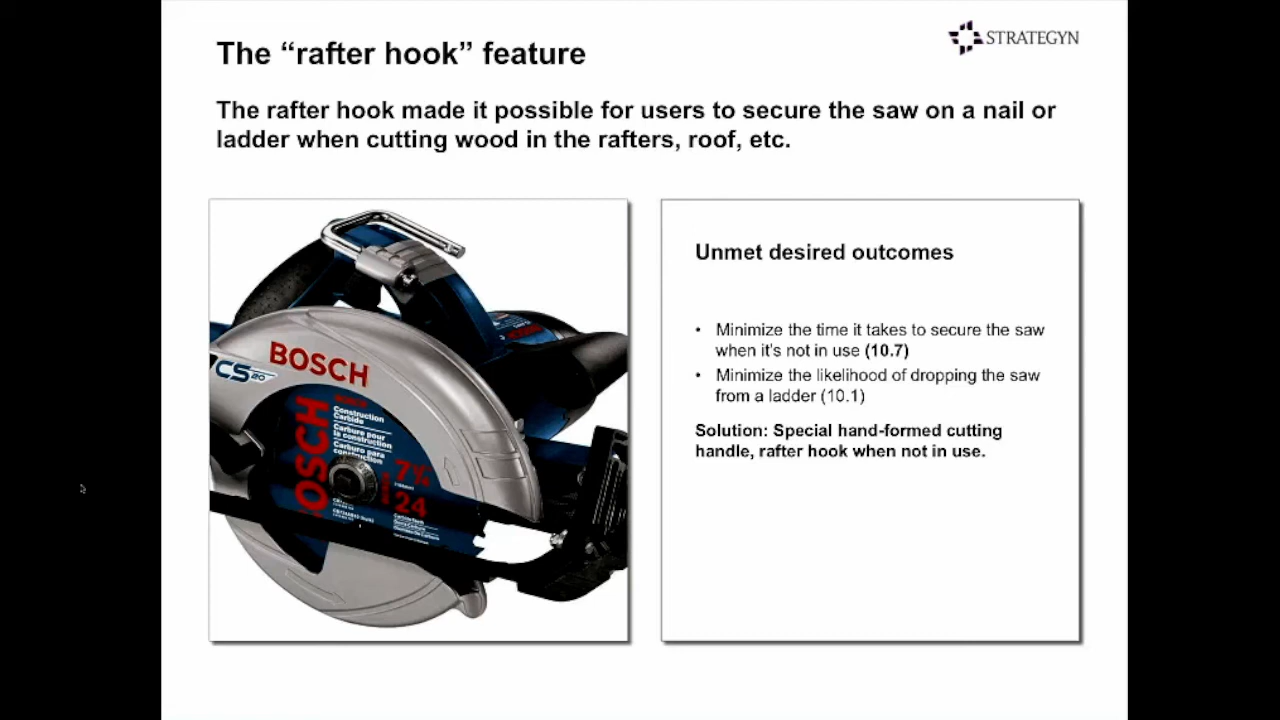 The “rafter hook” feature
STRATEGYN
The rafter hook made it possible for users to secure the saw on a nail or
ladder when cutting wood in the rafters, roof, etc.
BOSCH
CS20
BOSCH
Construction
Carbide
Carbure pour
la construction
Carburo para
construcción
7¼
24
Unmet desired outcomes
• Minimize the time it takes to secure the saw
when it's not in use (10.7)
• Minimize the likelihood of dropping the saw
from a ladder (10.1)
Solution: Special hand-formed cutting
handle, rafter hook when not in use.